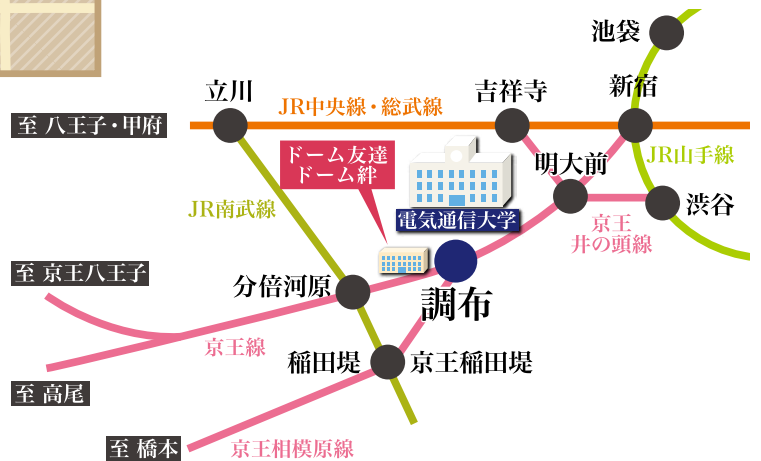 池袋
新宿
立川
吉祥寺
JR中央線・総武線
至 八王子・甲府
ドーム友達
ドーム絆
明大前
JR山手線
渋谷
JR南武線
電気通信大学
京王
井の頭線
至 京王八王子
分倍河原
調布
京王線
稲田堤
京王稲田堤
至 高尾
至 橋本
京王相模原線